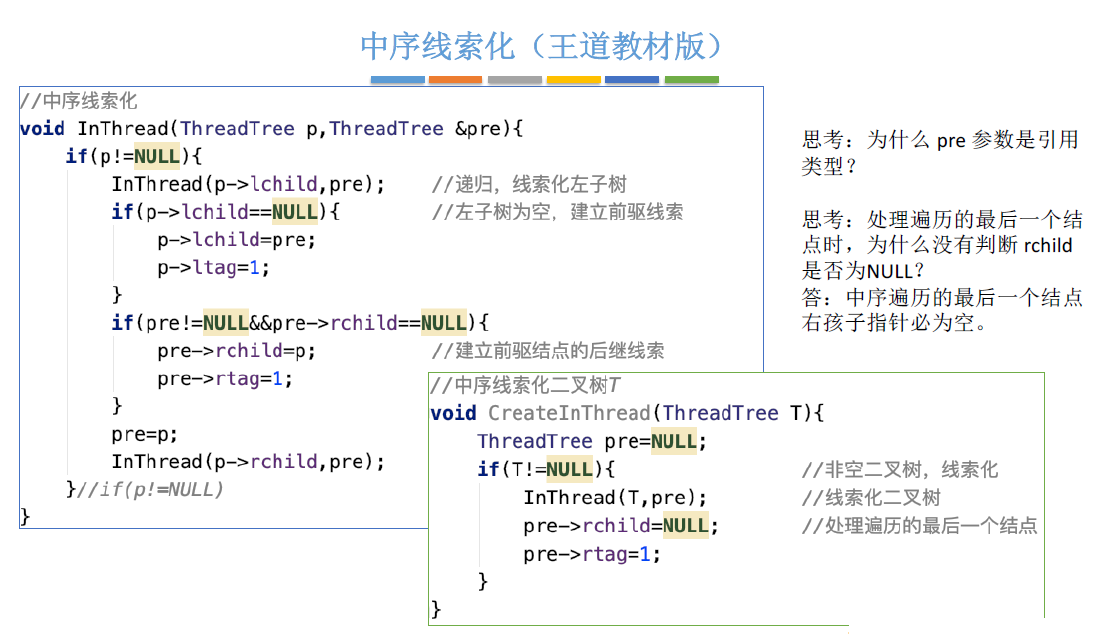 中序线索化（王道教材版）
//中序线索化
void InThread(ThreadTree p,ThreadTree &pre){
if(p!=NULL){
InThread(p->lchild,pre); //递归，线索化左子树
if(p->lchild==NULL){ //左子树为空，建立前驱线索
p->lchild=pre;
p->ltag=1;
}
if(pre!=NULL&&pre->rchild==NULL){
pre->rchild=p; //建立前驱结点的后继线索
pre->rtag=1;
}
pre=p;
InThread(p->rchild,pre);
}//if(p!=NULL)
}
//中序线索化二叉树T
void CreateInThread(ThreadTree T){
ThreadTree pre=NULL;
if(T!=NULL){ //非空二叉树，线索化
InThread(T,pre); //线索化二叉树
pre->rchild=NULL; //处理遍历的最后一个结点
pre->rtag=1;
}
}
思考：为什么 pre 参数是引用
类型？
思考：处理遍历的最后一个结
点时，为什么没有判断 rchild
是否为NULL？
答：中序遍历的最后一个结点
右孩子指针必为空。